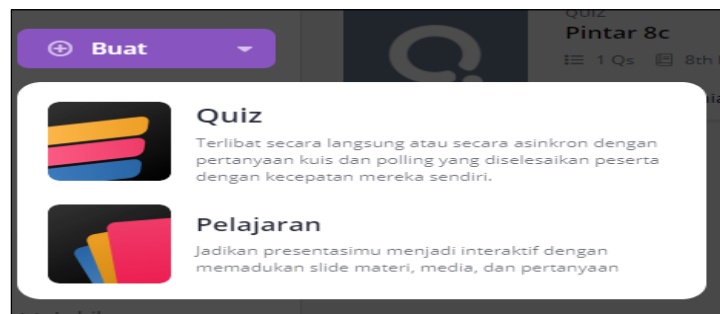 QUIZ
Pintar 8c
1 Qs 8th
Buat
Quiz
Terlibat secara langsung atau secara asinkron dengan
pertanyaan kuis dan polling yang diselesaikan peserta
dengan kecepatan mereka sendiri.
Pelajaran
Jadikan presentasimu menjadi interaktif dengan
memadukan slide materi, media, dan pertanyaan